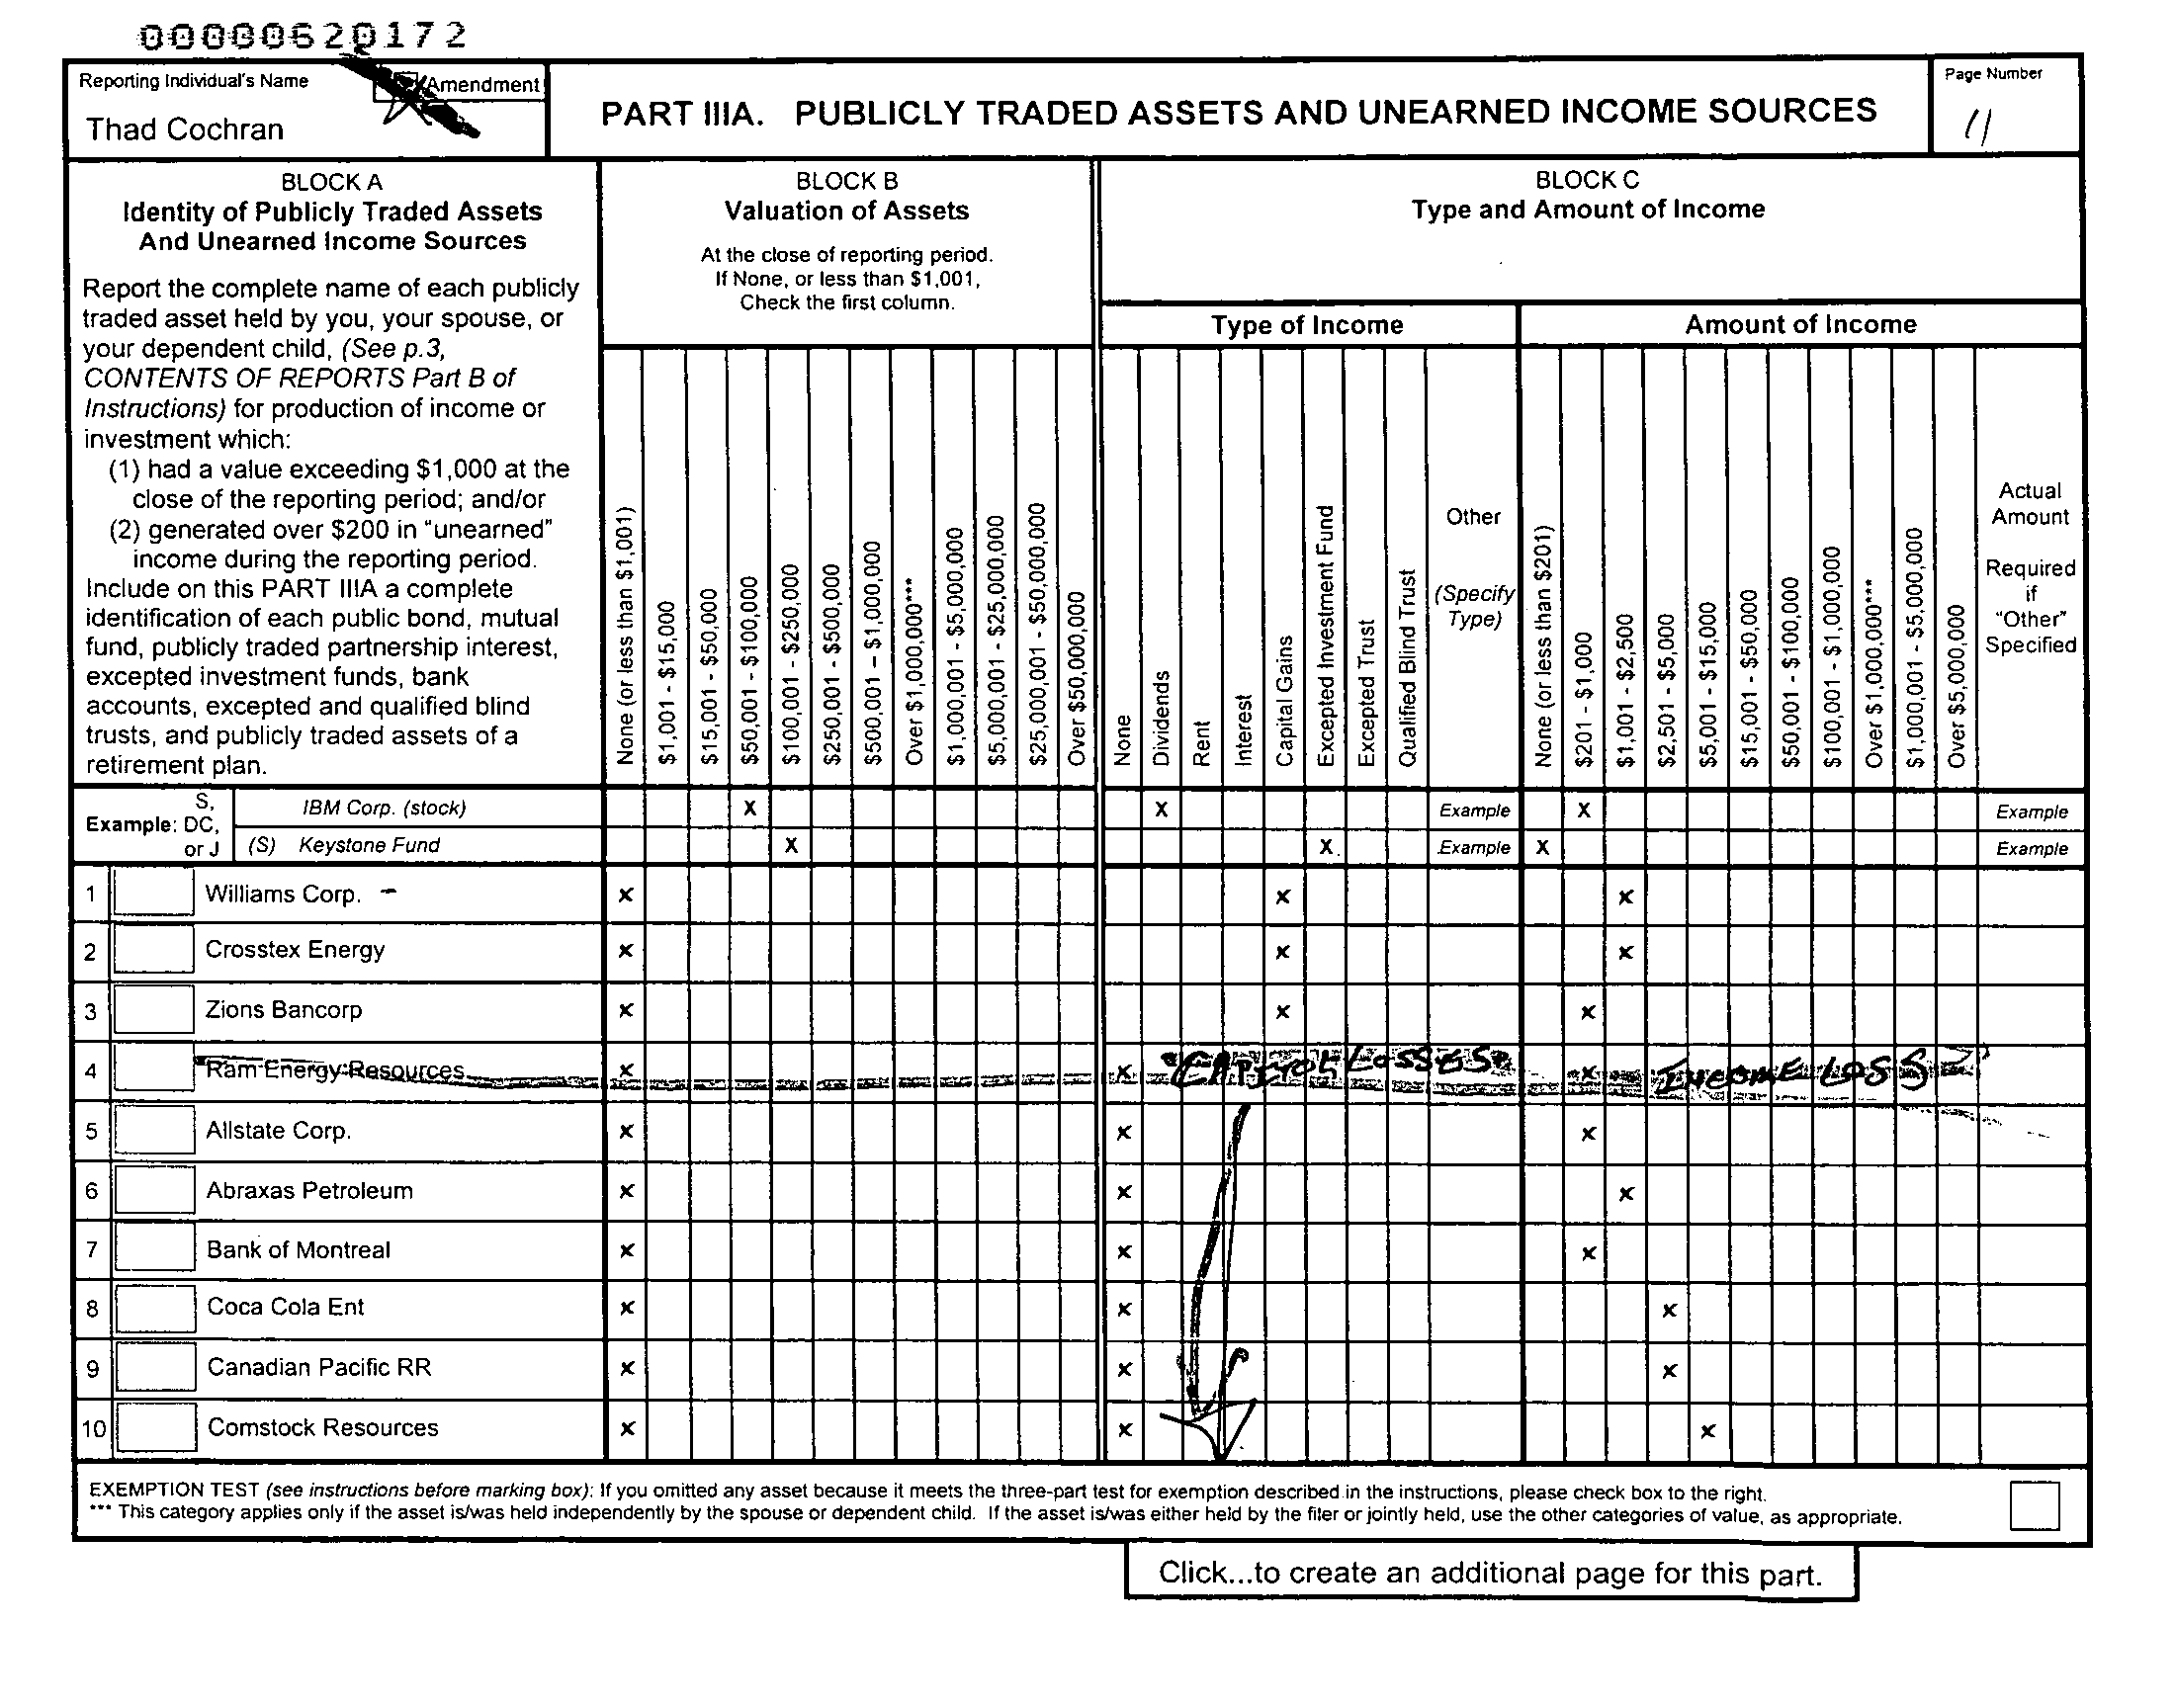 00000620172
Reporting Individual's Name
Amendment
Thad Cochran
PART IIIA. PUBLICLY TRADED ASSETS AND UNEARNED INCOME SOURCES
Page Number
11
BLOCK A
Identity of Publicly Traded Assets
And Unearned Income Sources
Report the complete name of each publicly
traded asset held by you, your spouse, or
your dependent child, (See p.3,
CONTENTS OF REPORTS Part B of
Instructions) for production of income or
investment which:
(1) had a value exceeding $1,000 at the
close of the reporting period; and/or
(2) generated over $200 in "unearned"
income during the reporting period.
Include on this PART IIIA a complete
identification of each public bond, mutual
fund, publicly traded partnership interest,
excepted investment funds, bank
accounts, excepted and qualified blind
trusts, and publicly traded assets of a
retirement plan.
BLOCK B
Valuation of Assets
At the close of reporting period.
If None, or less than $1,001,
Check the first column.
None (or less than $1,001)
$1,001 - $15,000
$15,001 - $50,000
$50,001 - $100,000
$100,001 - $250,000
$250,001 - $500,000
$500,001 – $1,000,000
Over $1,000,000***
$1,000,001 - $5,000,000
$5,000,001 - $25,000,000
$25,000,001 - $50,000,000
Over $50,000,000
BLOCK C
Type and Amount of Income
Type of Income
None
Dividends
Rent
Interest
Capital Gains
Excepted Investment Fund
Excepted Trust
Qualified Blind Trust
Other
(Specify
Type)
Amount of Income
None (or less than $201)
$201 - $1,000
$1,001 - $2,500
$2,501 - $5,000
$5,001 - $15,000
$15,001 - $50,000
$50,001 - $100,000
$100,001 - $1,000,000
Over $1,000,000***
$1,000,001 - $5,000,000
Over $5,000,000
Actual
Amount
Required
if
"Other"
Specified
Example: S, DC, or J
IBM Corp. (stock) X X Example X Example
(S) Keystone Fund X X. Example X Example
1 Williams Corp. – x x x
2 Crosstex Energy x x x
3 Zions Bancorp x x x
4 Ram Energy Resources x x "CAPITOL LOSSES" x INCOME LOSS
5 Allstate Corp. x x x
6 Abraxas Petroleum x x x
7 Bank of Montreal x x x
8 Coca Cola Ent x x x
9 Canadian Pacific RR x x x
10 Comstock Resources x x x
EXEMPTION TEST (see instructions before marking box): If you omitted any asset because it meets the three-part test for exemption described in the instructions, please check box to the right.
*** This category applies only if the asset is/was held independently by the spouse or dependent child. If the asset is/was either held by the filer or jointly held, use the other categories of value, as appropriate.
Click...to create an additional page for this part.